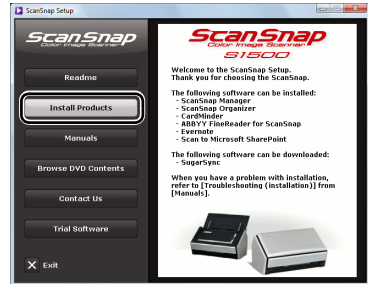 ScanSnap Setup
ScanSnap
Color Image Scanner
Readme
Install Products
Manuals
Browse DVD Contents
Contact Us
Trial Software
Exit
ScanSnap
Color Image Scanner
S1500
Welcome to the ScanSnap Setup.
Thank you for choosing the ScanSnap.
The following software can be installed:
- ScanSnap Manager
- ScanSnap Organizer
- CardMinder
- ABBYY FineReader for ScanSnap
- Evernote
- Scan to Microsoft SharePoint
The following software can be downloaded:
- SugarSync
When you have a problem with installation,
refer to [Troubleshooting (installation)] from
[Manuals].